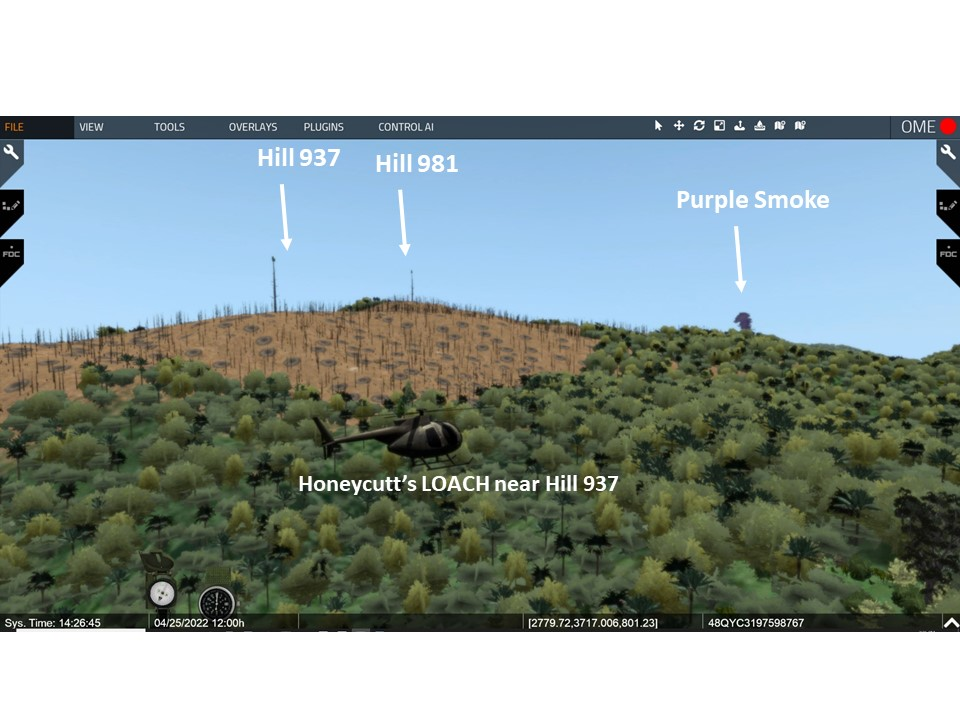 FILE VIEW TOOLS OVERLAYS PLUGINS CONTROL AI OME
Hill 937 Hill 981
Purple Smoke
FDC FDC
Honeycutt’s LOACH near Hill 937
Sys. Time: 14:26:45 04/25/2022 12:00h [2779.72,3717.006,801.23] 48QYC3197598767